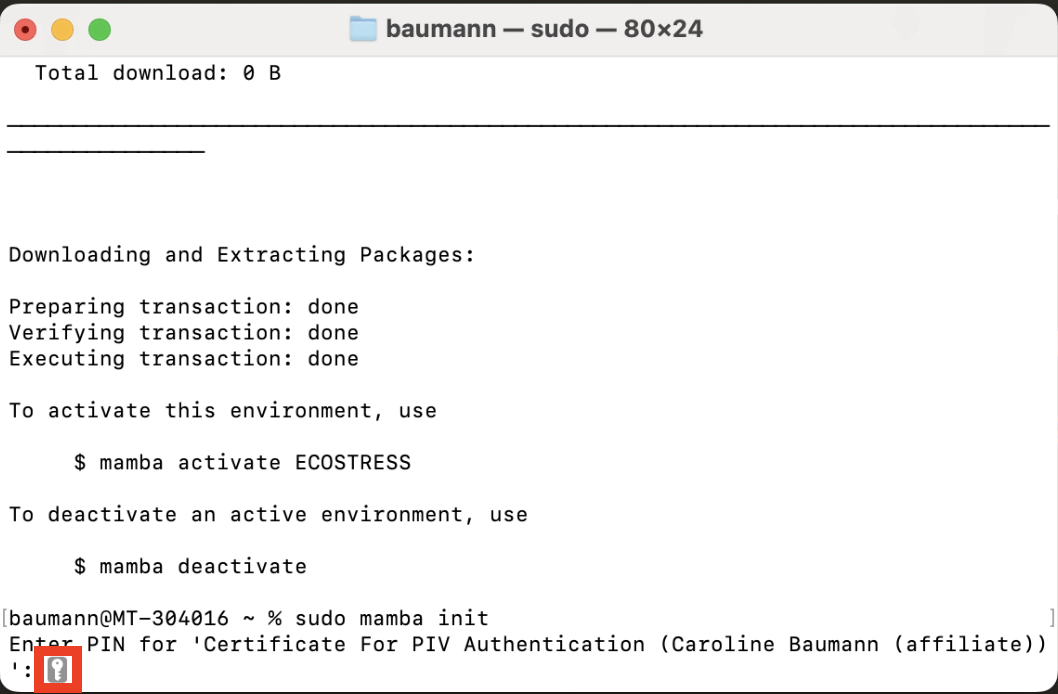 baumann — sudo — 80×24
Total download: 0 B
Downloading and Extracting Packages:
Preparing transaction: done
Verifying transaction: done
Executing transaction: done
To activate this environment, use
$ mamba activate ECOSTRESS
To deactivate an active environment, use
$ mamba deactivate
[baumann@MT-304016 ~ % sudo mamba init ]
Enter PIN for 'Certificate For PIV Authentication (Caroline Baumann (affiliate))
':